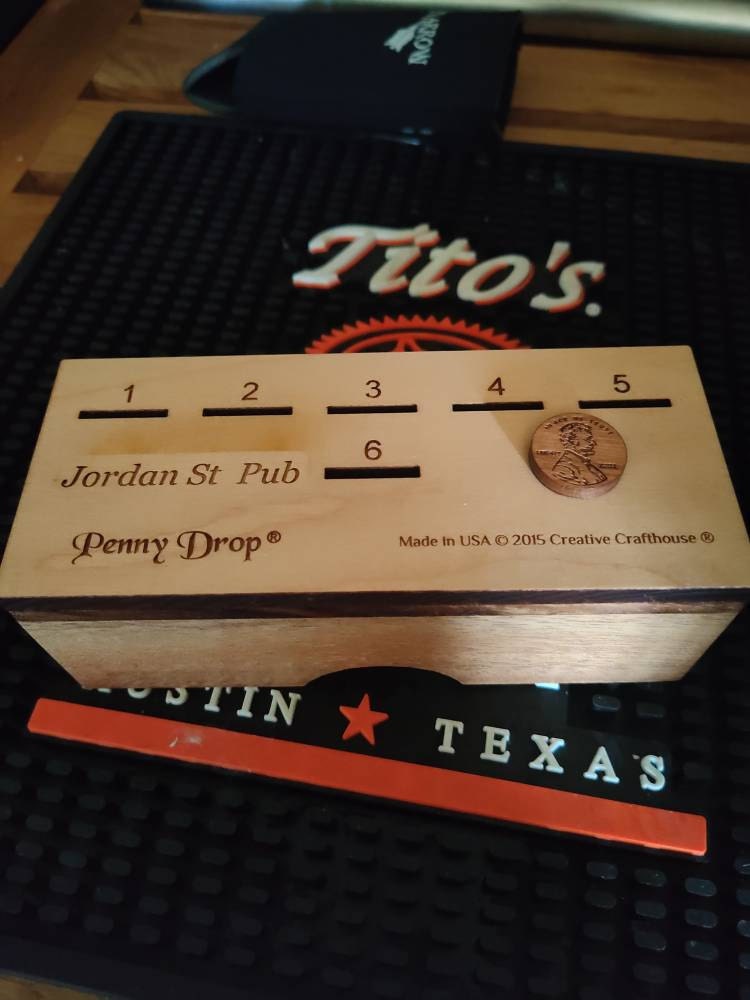 Tito's.
1 2 3 4 5
6
Jordan St Pub
Penny Drop®
Made In USA © 2015 Creative Crafthouse ®
TEXAS